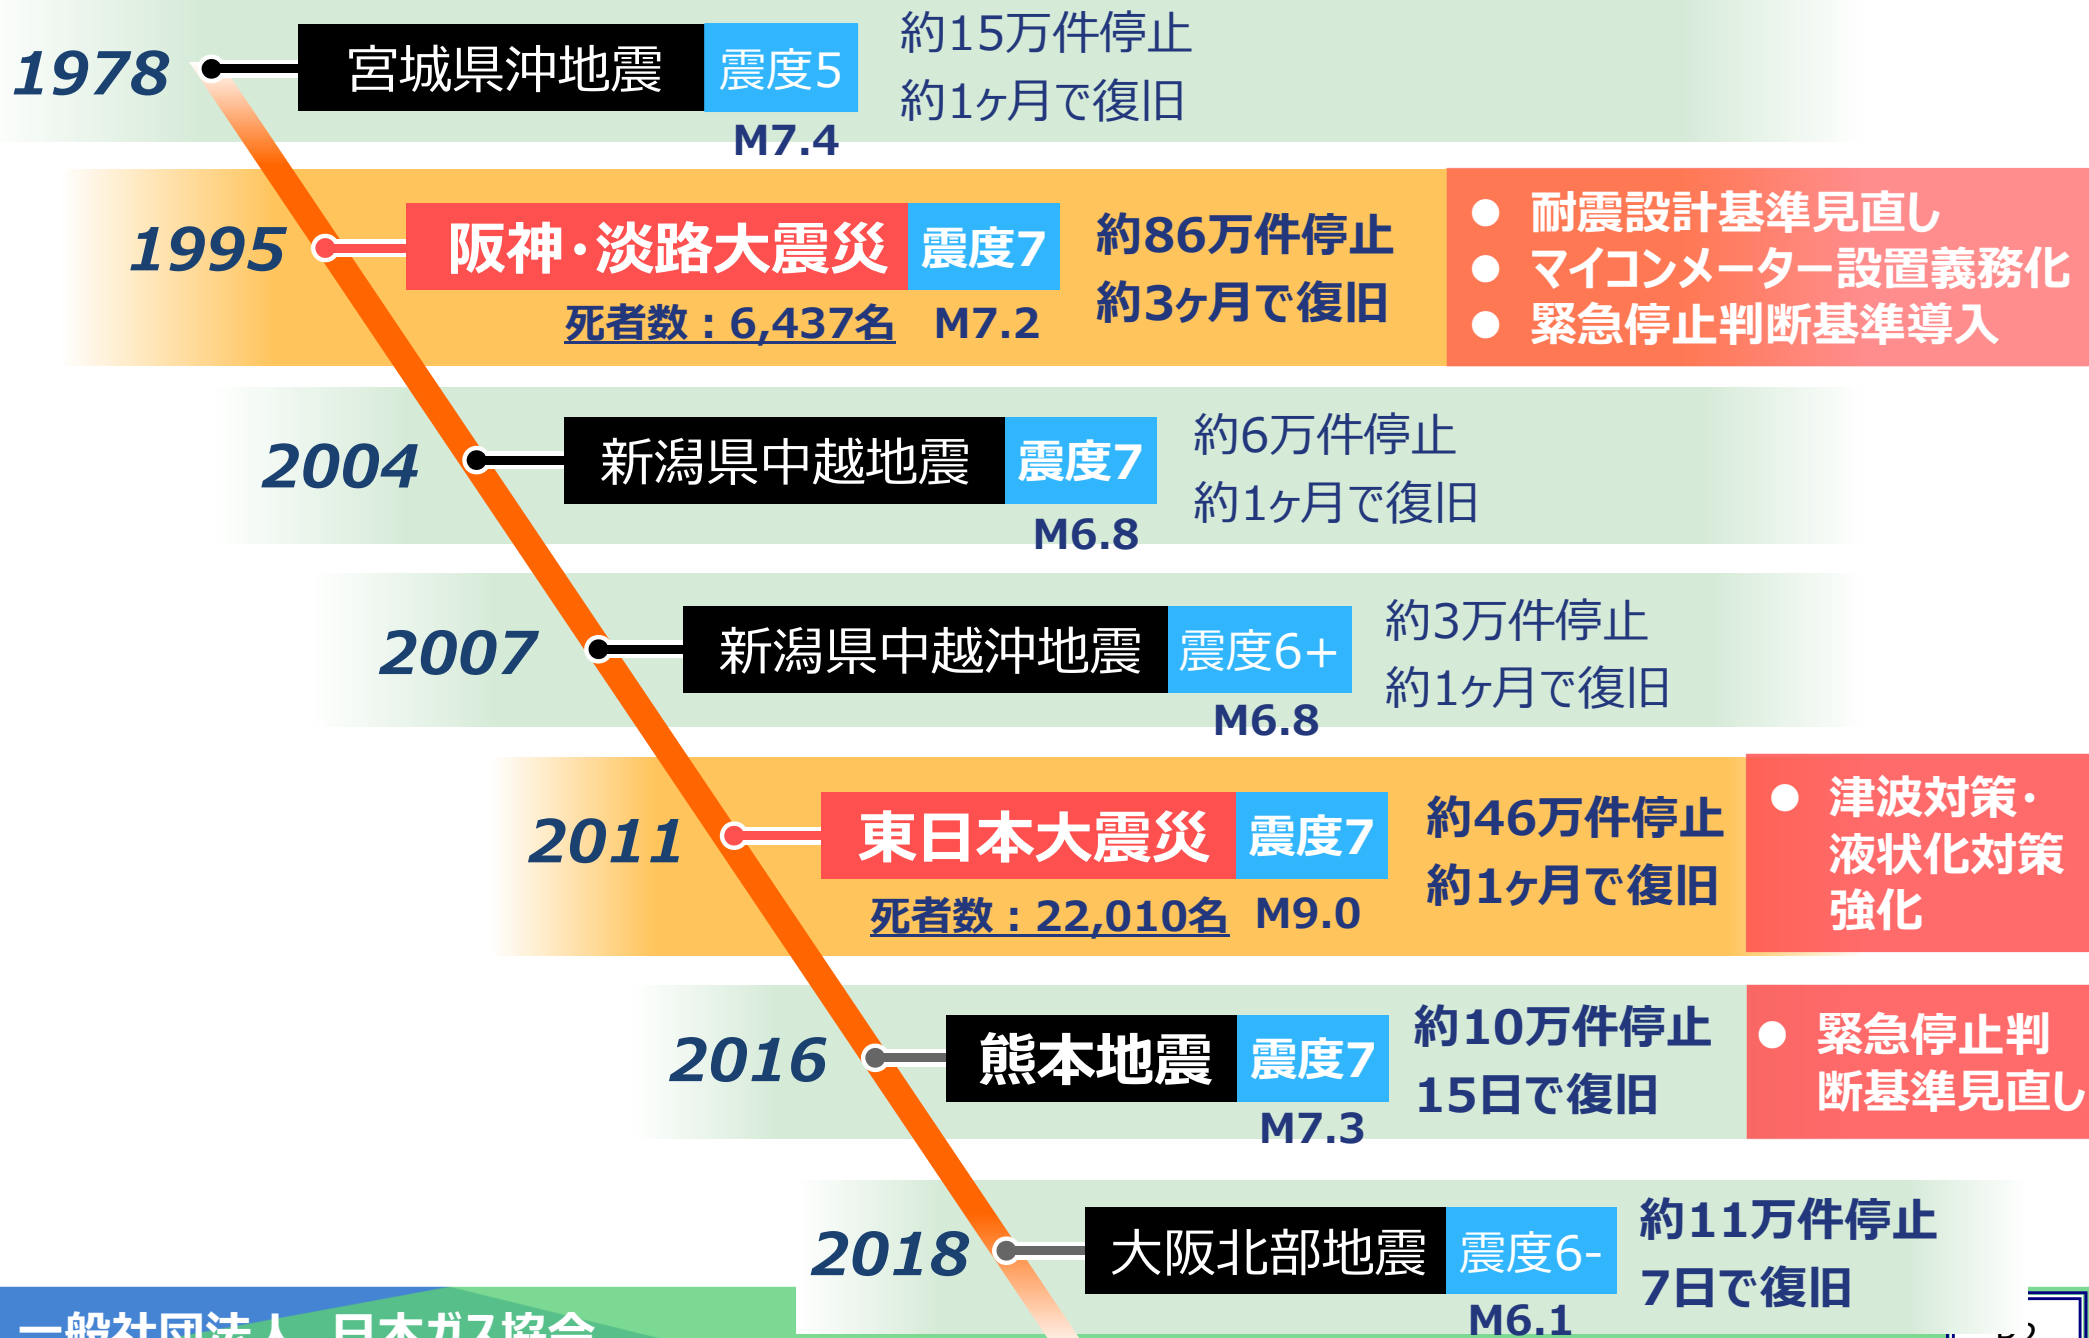 1978
宮城県沖地震 震度5
M7.4
約15万件停止
約1ヶ月で復旧
1995
阪神・淡路大震災 震度7
死者数：6,437名 M7.2
約86万件停止
約3ヶ月で復旧
● 耐震設計基準見直し
● マイコンメーター設置義務化
● 緊急停止判断基準導入
2004
新潟県中越地震 震度7
M6.8
約6万件停止
約1ヶ月で復旧
2007
新潟県中越沖地震 震度6+
M6.8
約3万件停止
約1ヶ月で復旧
2011
東日本大震災 震度7
死者数：22,010名 M9.0
約46万件停止
約1ヶ月で復旧
● 津波対策・
液状化対策
強化
2016
熊本地震 震度7
M7.3
約10万件停止
15日で復旧
● 緊急停止判
断基準見直し
2018
大阪北部地震 震度6-
M6.1
約11万件停止
7日で復旧
一般社団法人 日本ガス協会